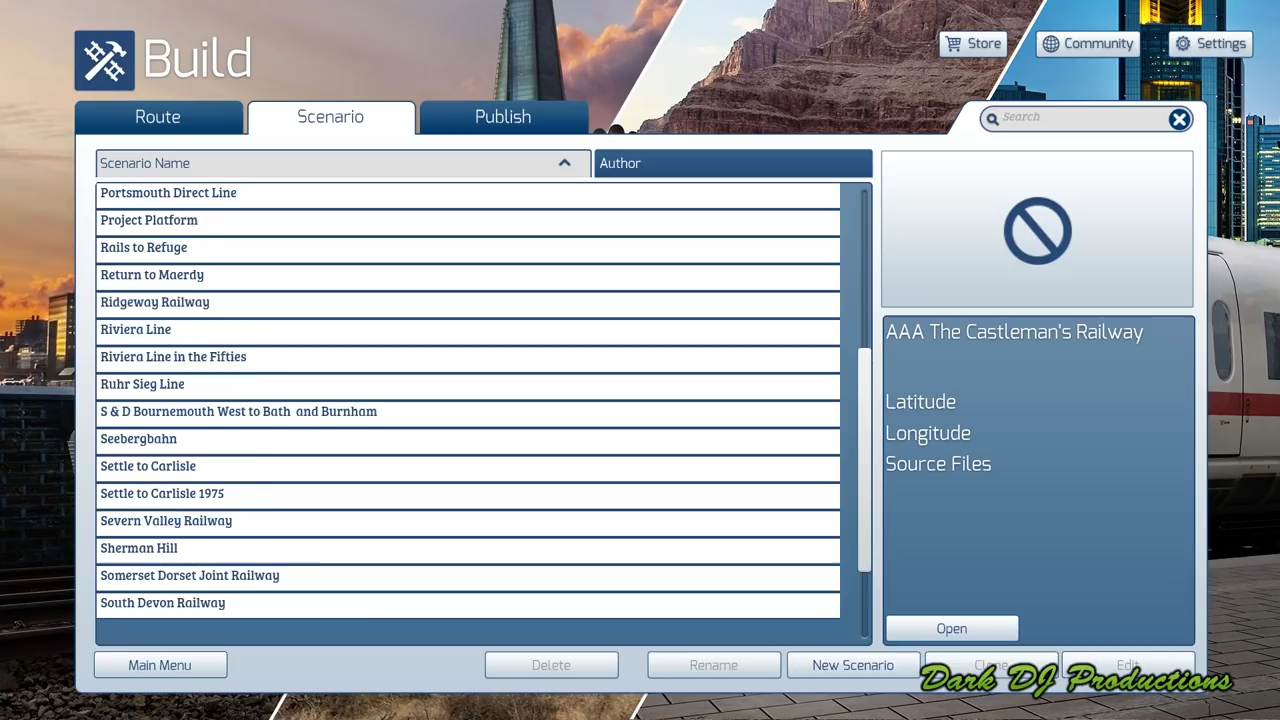 Build
Store
Community
Settings
Route
Scenario
Publish
Search
Scenario Name
Author
Portsmouth Direct Line
Project Platform
Rails to Refuge
Return to Maerdy
Ridgeway Railway
Riviera Line
Riviera Line in the Fifties
Ruhr Sieg Line
S & D Bournemouth West to Bath and Burnham
Seebergbahn
Settle to Carlisle
Settle to Carlisle 1975
Severn Valley Railway
Sherman Hill
Somerset Dorset Joint Railway
South Devon Railway
AAA The Castleman's Railway
Latitude
Longitude
Source Files
Open
Main Menu
Delete
Rename
New Scenario
Clone
Edit
Dark DJ Productions